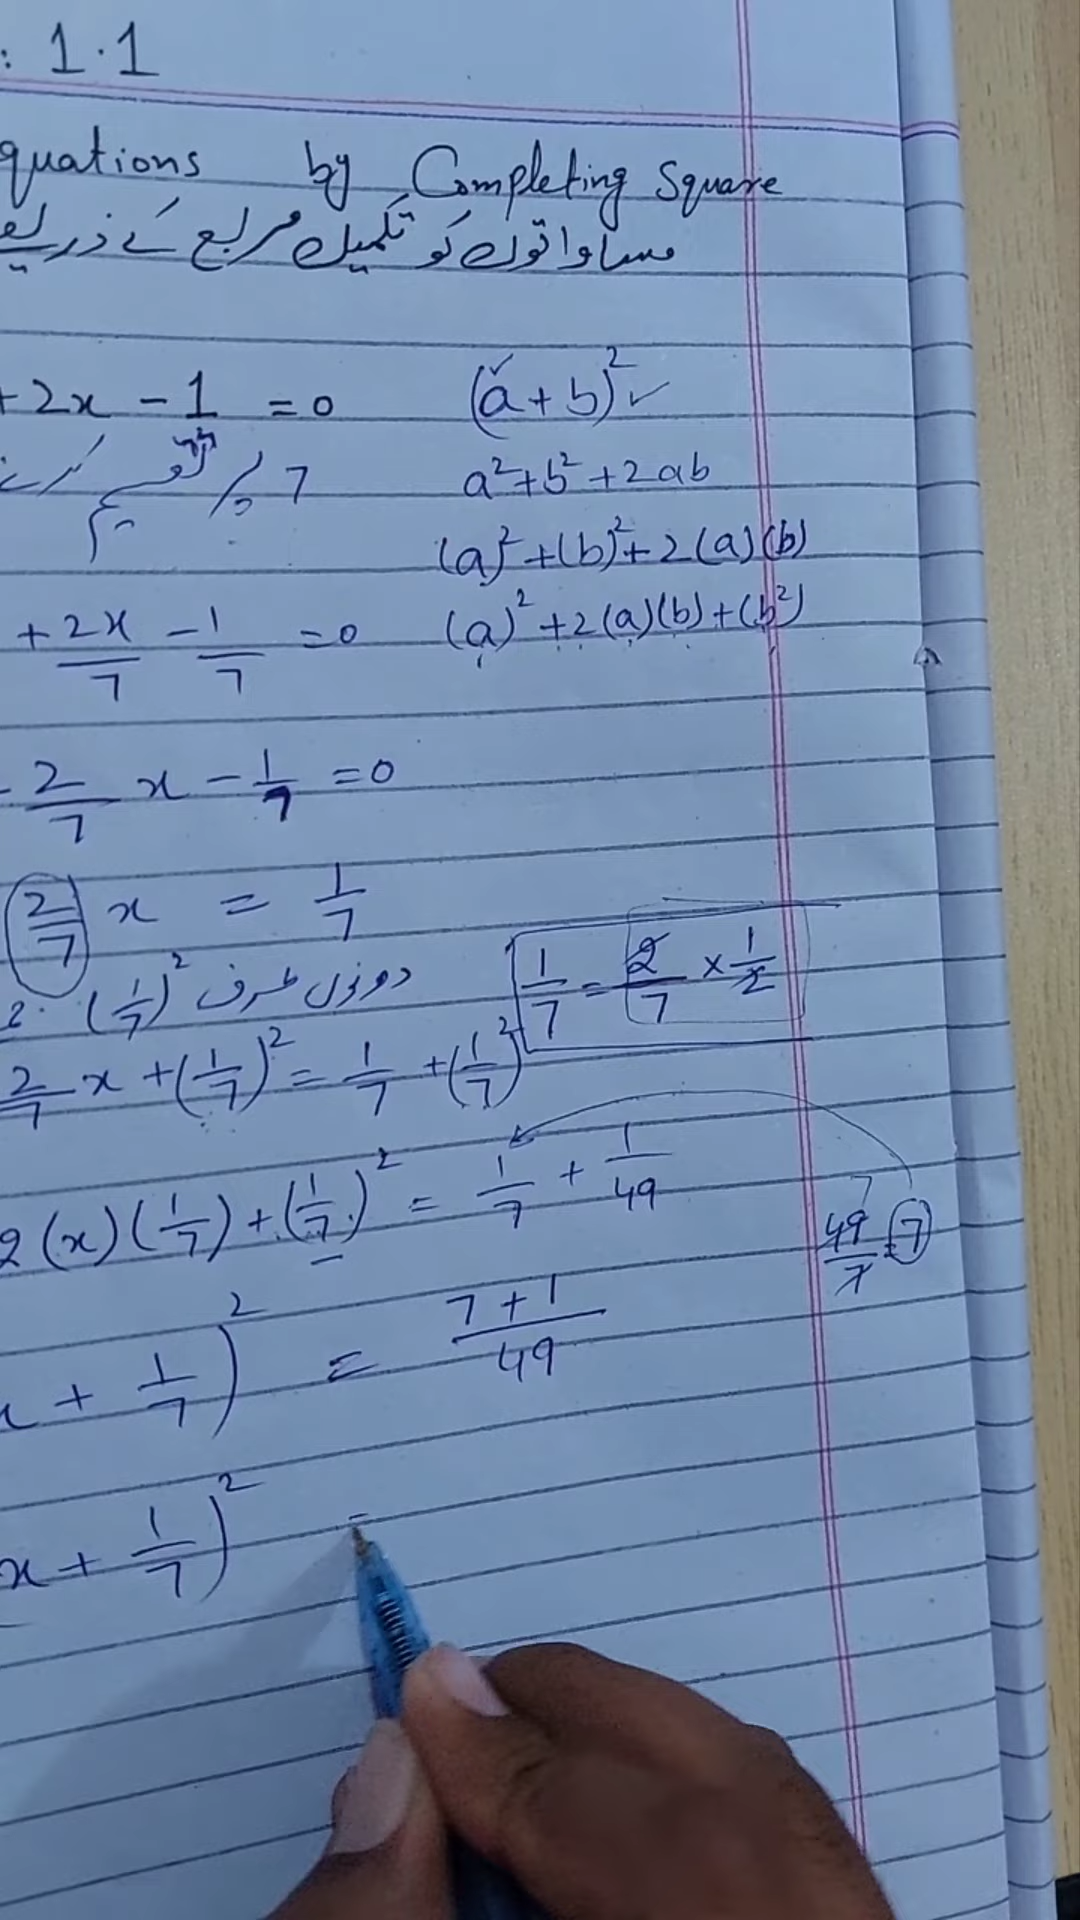 : 1.1
quations by Completing Square
مساواتوں کو تکمیل مربع کے ذریعے
+2x - 1 = 0 (a+b)²
7 پر تقسیم
a²+b²+2ab
(a)²+(b)²+2(a)(b)
+2x/7 - 1/7 = 0 (a)²+2(a)(b)+(b²)
2/7 x - 1/7 = 0
2/7 x = 1/7
(1/7)² دونوں طرف 1/7 = 2/7 × 1/2
2/7 x + (1/7)² = 1/7 + (1/7)²
2(x)(1/7) + (1/7)² = 1/7 + 1/49
49/7 = 7
x + 1/7)² = 7+1/49
x + 1/7)² =